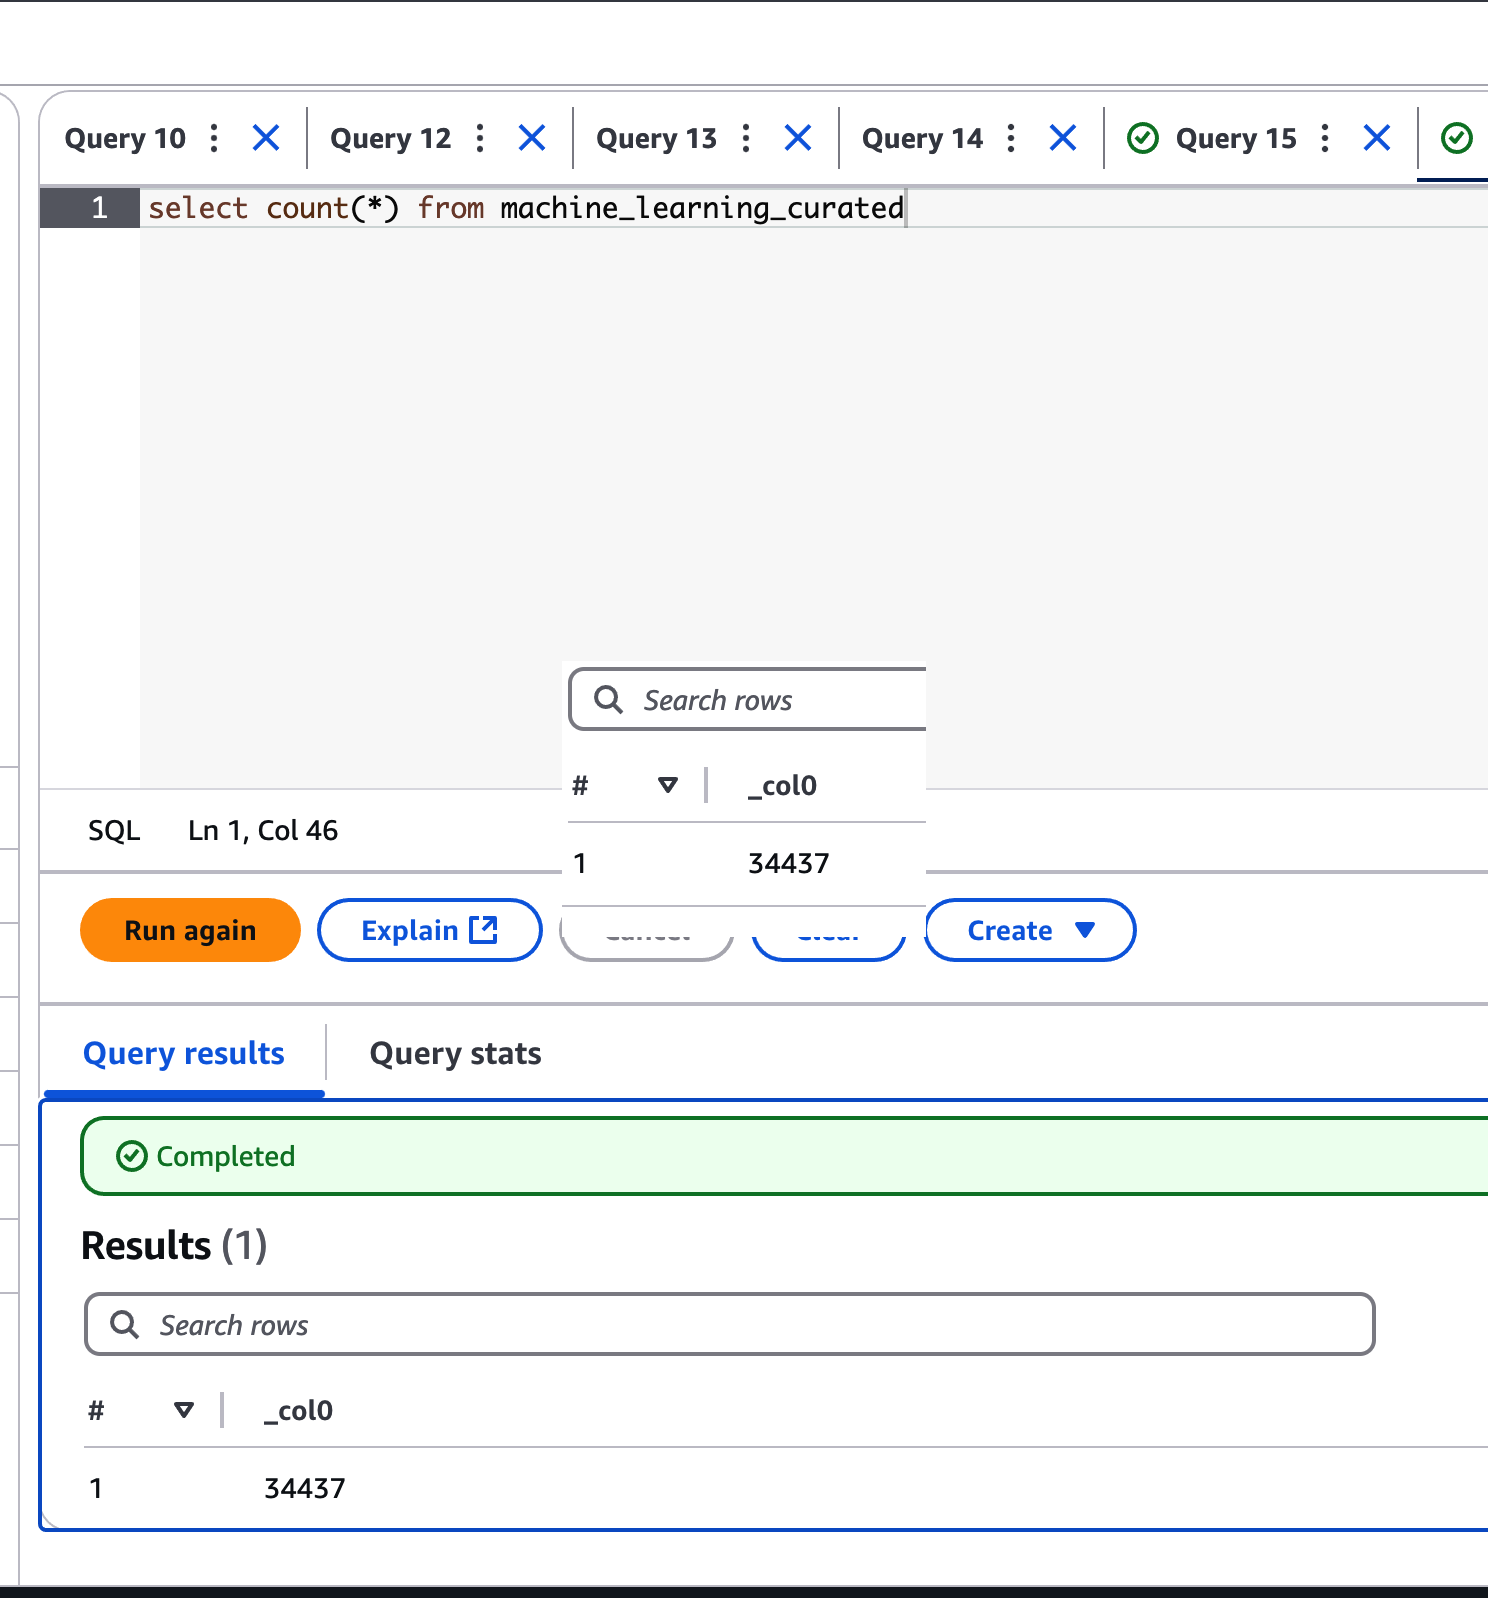 Query 10 Query 12 Query 13 Query 14 Query 15
1 select count(*) from machine_learning_curated
Search rows
# _col0
1 34437
SQL Ln 1, Col 46
Run again Explain Cancel Clear Create
Query results Query stats
Completed
Results (1)
Search rows
# _col0
1 34437